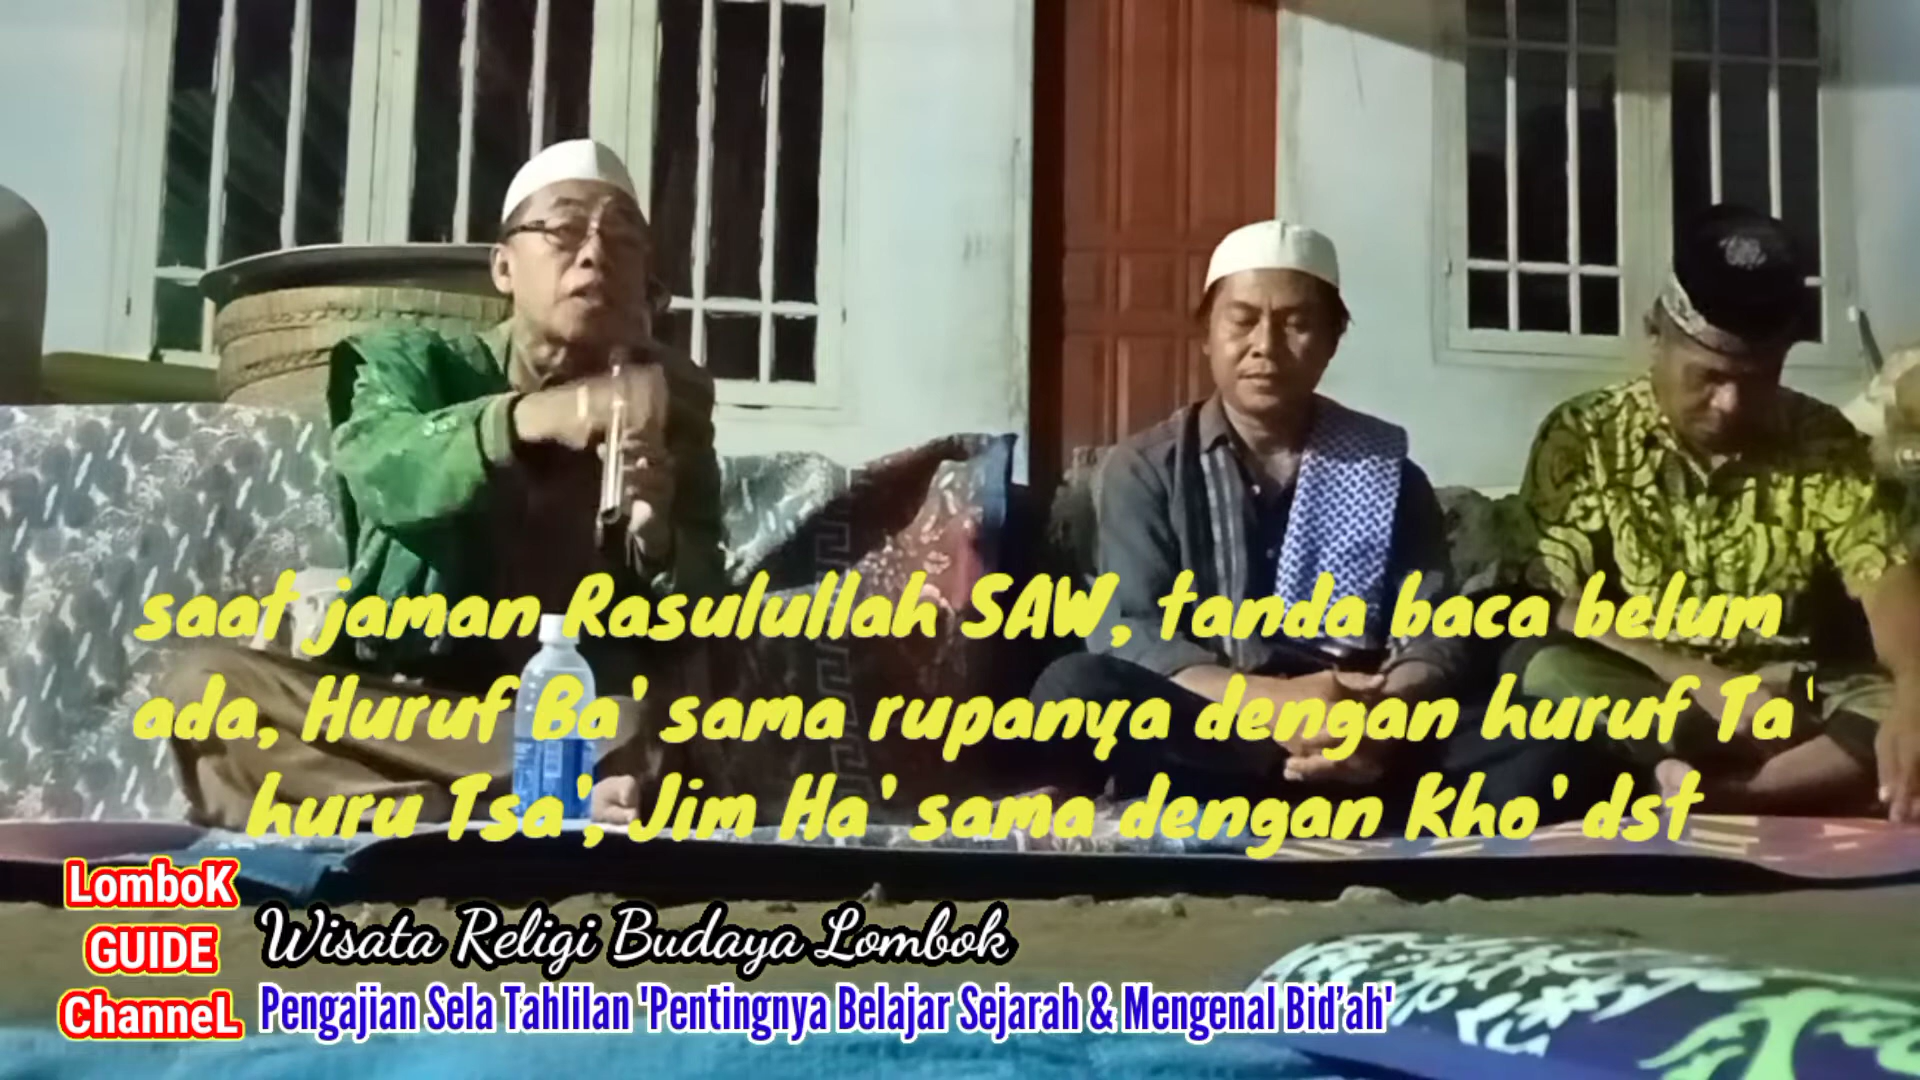 saat jaman Rasulullah SAW, tanda baca belum
ada, Huruf Ba' sama rupanya dengan huruf Ta'
huru Tsa', Jim Ha' sama dengan Kho' dst
LomboK
GUIDE
ChanneL
Wisata Religi Budaya Lombok
Pengajian Sela Tahlilan 'Pentingnya Belajar Sejarah & Mengenal Bid'ah'